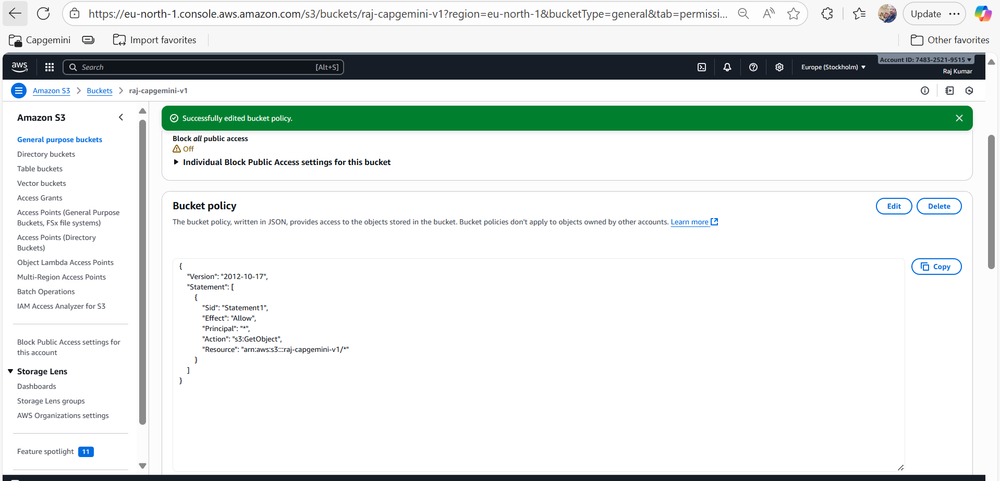 https://eu-north-1.console.aws.amazon.com/s3/buckets/raj-capgemini-v1?region=eu-north-1&bucketType=general&tab=permissi...
Update
Capgemini
Import favorites
Other favorites
aws
Search
[Alt+S]
Europe (Stockholm)
Account ID: 7483-2521-9515
Raj Kumar
Amazon S3
Buckets
raj-capgemini-v1
Amazon S3
General purpose buckets
Directory buckets
Table buckets
Vector buckets
Access Grants
Access Points (General Purpose
Buckets, FSx file systems)
Access Points (Directory
Buckets)
Object Lambda Access Points
Multi-Region Access Points
Batch Operations
IAM Access Analyzer for S3
Block Public Access settings for
this account
Storage Lens
Dashboards
Storage Lens groups
AWS Organizations settings
Feature spotlight 11
Successfully edited bucket policy.
Block all public access
Off
Individual Block Public Access settings for this bucket
Bucket policy
Edit
Delete
The bucket policy, written in JSON, provides access to the objects stored in the bucket. Bucket policies don't apply to objects owned by other accounts. Learn more
Copy
{
"Version": "2012-10-17",
"Statement": [
{
"Sid": "Statement1",
"Effect": "Allow",
"Principal": "*",
"Action": "s3:GetObject",
"Resource": "arn:aws:s3:::raj-capgemini-v1/*"
}
]
}